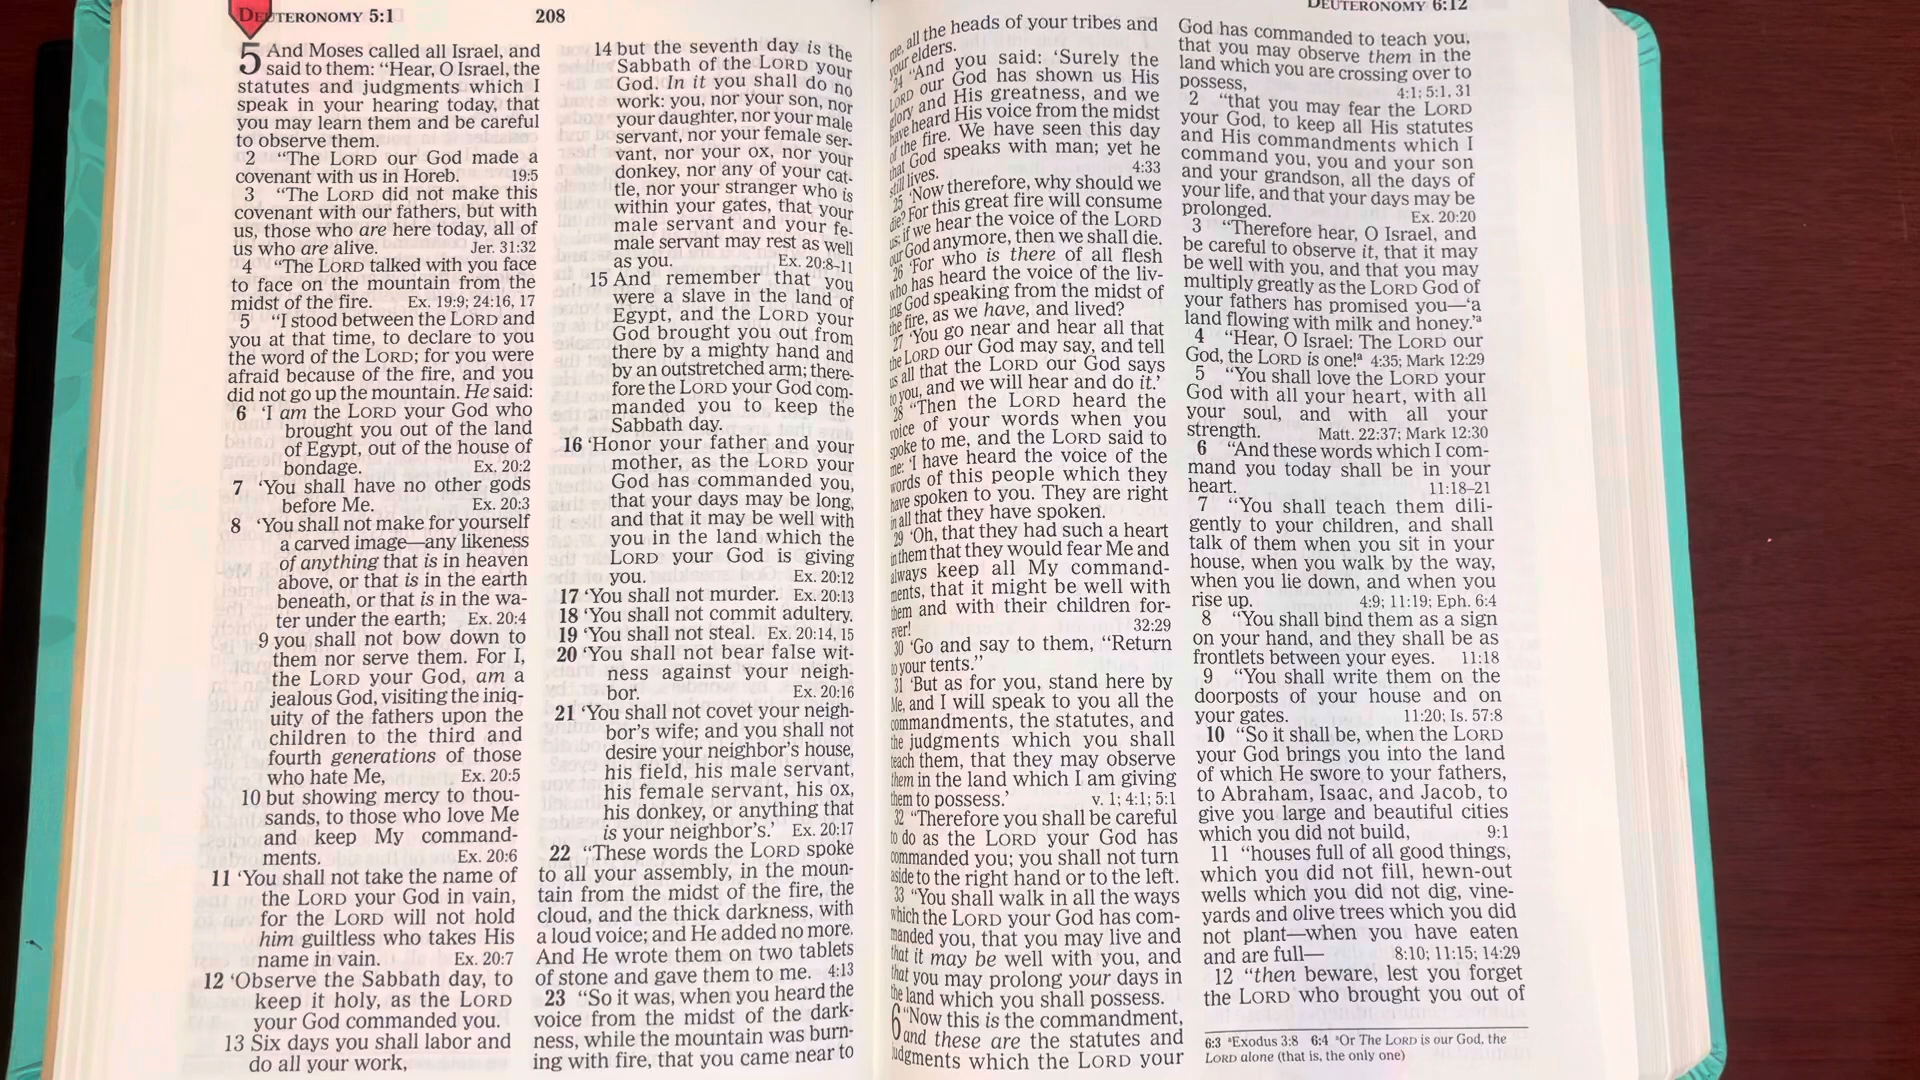 DEUTERONOMY 5:1
208
5 And Moses called all Israel, and
said to them: “Hear, O Israel, the
statutes and judgments which I
speak in your hearing today, that
you may learn them and be careful
to observe them.
2 “The LORD our God made a
covenant with us in Horeb. 19:5
3 “The LORD did not make this
covenant with our fathers, but with
us, those who are here today, all of
us who are alive. Jer. 31:32
4 “The LORD talked with you face
to face on the mountain from the
midst of the fire. Ex. 19:9; 24:16, 17
5 “I stood between the LORD and
you at that time, to declare to you
the word of the LORD; for you were
afraid because of the fire, and you
did not go up the mountain. He said:
6 ‘I am the LORD your God who
brought you out of the land
of Egypt, out of the house of
bondage. Ex. 20:2
7 ‘You shall have no other gods
before Me. Ex. 20:3
8 ‘You shall not make for yourself
a carved image—any likeness
of anything that is in heaven
above, or that is in the earth
beneath, or that is in the wa-
ter under the earth; Ex. 20:4
9 you shall not bow down to
them nor serve them. For I,
the LORD your God, am a
jealous God, visiting the iniq-
uity of the fathers upon the
children to the third and
fourth generations of those
who hate Me, Ex. 20:5
10 but showing mercy to thou-
sands, to those who love Me
and keep My command-
ments. Ex. 20:6
11 ‘You shall not take the name of
the LORD your God in vain,
for the LORD will not hold
him guiltless who takes His
name in vain. Ex. 20:7
12 ‘Observe the Sabbath day, to
keep it holy, as the LORD
your God commanded you.
13 Six days you shall labor and
do all your work,
14 but the seventh day is the
Sabbath of the LORD your
God. In it you shall do no
work: you, nor your son, nor
your daughter, nor your male
servant, nor your female ser-
vant, nor your ox, nor your
donkey, nor any of your cat-
tle, nor your stranger who is
within your gates, that your
male servant and your fe-
male servant may rest as well
as you. Ex. 20:8–11
15 And remember that you
were a slave in the land of
Egypt, and the LORD your
God brought you out from
there by a mighty hand and
by an outstretched arm; there-
fore the LORD your God com-
manded you to keep the
Sabbath day.
16 ‘Honor your father and your
mother, as the LORD your
God has commanded you,
that your days may be long,
and that it may be well with
you in the land which the
LORD your God is giving
you. Ex. 20:12
17 ‘You shall not murder. Ex. 20:13
18 ‘You shall not commit adultery.
19 ‘You shall not steal. Ex. 20:14, 15
20 ‘You shall not bear false wit-
ness against your neigh-
bor. Ex. 20:16
21 ‘You shall not covet your neigh-
bor’s wife; and you shall not
desire your neighbor’s house,
his field, his male servant,
his female servant, his ox,
his donkey, or anything that
is your neighbor’s.’ Ex. 20:17
22 “These words the LORD spoke
to all your assembly, in the moun-
tain from the midst of the fire, the
cloud, and the thick darkness, with
a loud voice; and He added no more.
And He wrote them on two tablets
of stone and gave them to me. 4:13
23 “So it was, when you heard the
voice from the midst of the dark-
ness, while the mountain was burn-
ing with fire, that you came near to
me, all the heads of your tribes and
your elders.
24 “And you said: ‘Surely the
LORD our God has shown us His
glory and His greatness, and we
have heard His voice from the midst
of the fire. We have seen this day
that God speaks with man; yet he
still lives. 4:33
25 ‘Now therefore, why should we
die? For this great fire will consume
us; if we hear the voice of the LORD
our God anymore, then we shall die.
26 ‘For who is there of all flesh
who has heard the voice of the liv-
ing God speaking from the midst of
the fire, as we have, and lived?
27 ‘You go near and hear all that
the LORD our God may say, and tell
us all that the LORD our God says
to you, and we will hear and do it.’
28 “Then the LORD heard the
voice of your words when you
spoke to me, and the LORD said to
me: ‘I have heard the voice of the
words of this people which they
have spoken to you. They are right
in all that they have spoken.
29 ‘Oh, that they had such a heart
in them that they would fear Me and
always keep all My command-
ments, that it might be well with
them and with their children for-
ever! 32:29
30 ‘Go and say to them, “Return
to your tents.”
31 ‘But as for you, stand here by
Me, and I will speak to you all the
commandments, the statutes, and
the judgments which you shall
teach them, that they may observe
them in the land which I am giving
them to possess.’ v. 1; 4:1; 5:1
32 “Therefore you shall be careful
to do as the LORD your God has
commanded you; you shall not turn
aside to the right hand or to the left.
33 “You shall walk in all the ways
which the LORD your God has com-
manded you, that you may live and
that it may be well with you, and
that you may prolong your days in
the land which you shall possess.
6 “Now this is the commandment,
and these are the statutes and
judgments which the LORD your
DEUTERONOMY 6:12
God has commanded to teach you,
that you may observe them in the
land which you are crossing over to
possess, 4:1; 5:1, 31
2 “that you may fear the LORD
your God, to keep all His statutes
and His commandments which I
command you, you and your son
and your grandson, all the days of
your life, and that your days may be
prolonged. Ex. 20:20
3 “Therefore hear, O Israel, and
be careful to observe it, that it may
be well with you, and that you may
multiply greatly as the LORD God of
your fathers has promised you—‘a
land flowing with milk and honey.’ᵃ
4 “Hear, O Israel: The LORD our
God, the LORD is one!ᵃ 4:35; Mark 12:29
5 “You shall love the LORD your
God with all your heart, with all
your soul, and with all your
strength. Matt. 22:37; Mark 12:30
6 “And these words which I com-
mand you today shall be in your
heart. 11:18–21
7 “You shall teach them dili-
gently to your children, and shall
talk of them when you sit in your
house, when you walk by the way,
when you lie down, and when you
rise up. 4:9; 11:19; Eph. 6:4
8 “You shall bind them as a sign
on your hand, and they shall be as
frontlets between your eyes. 11:18
9 “You shall write them on the
doorposts of your house and on
your gates. 11:20; Is. 57:8
10 “So it shall be, when the LORD
your God brings you into the land
of which He swore to your fathers,
to Abraham, Isaac, and Jacob, to
give you large and beautiful cities
which you did not build, 9:1
11 “houses full of all good things,
which you did not fill, hewn-out
wells which you did not dig, vine-
yards and olive trees which you did
not plant—when you have eaten
and are full— 8:10; 11:15; 14:29
12 “then beware, lest you forget
the LORD who brought you out of
6:3 ᵃExodus 3:8 6:4 ᵃOr The LORD is our God, the
LORD alone (that is, the only one)